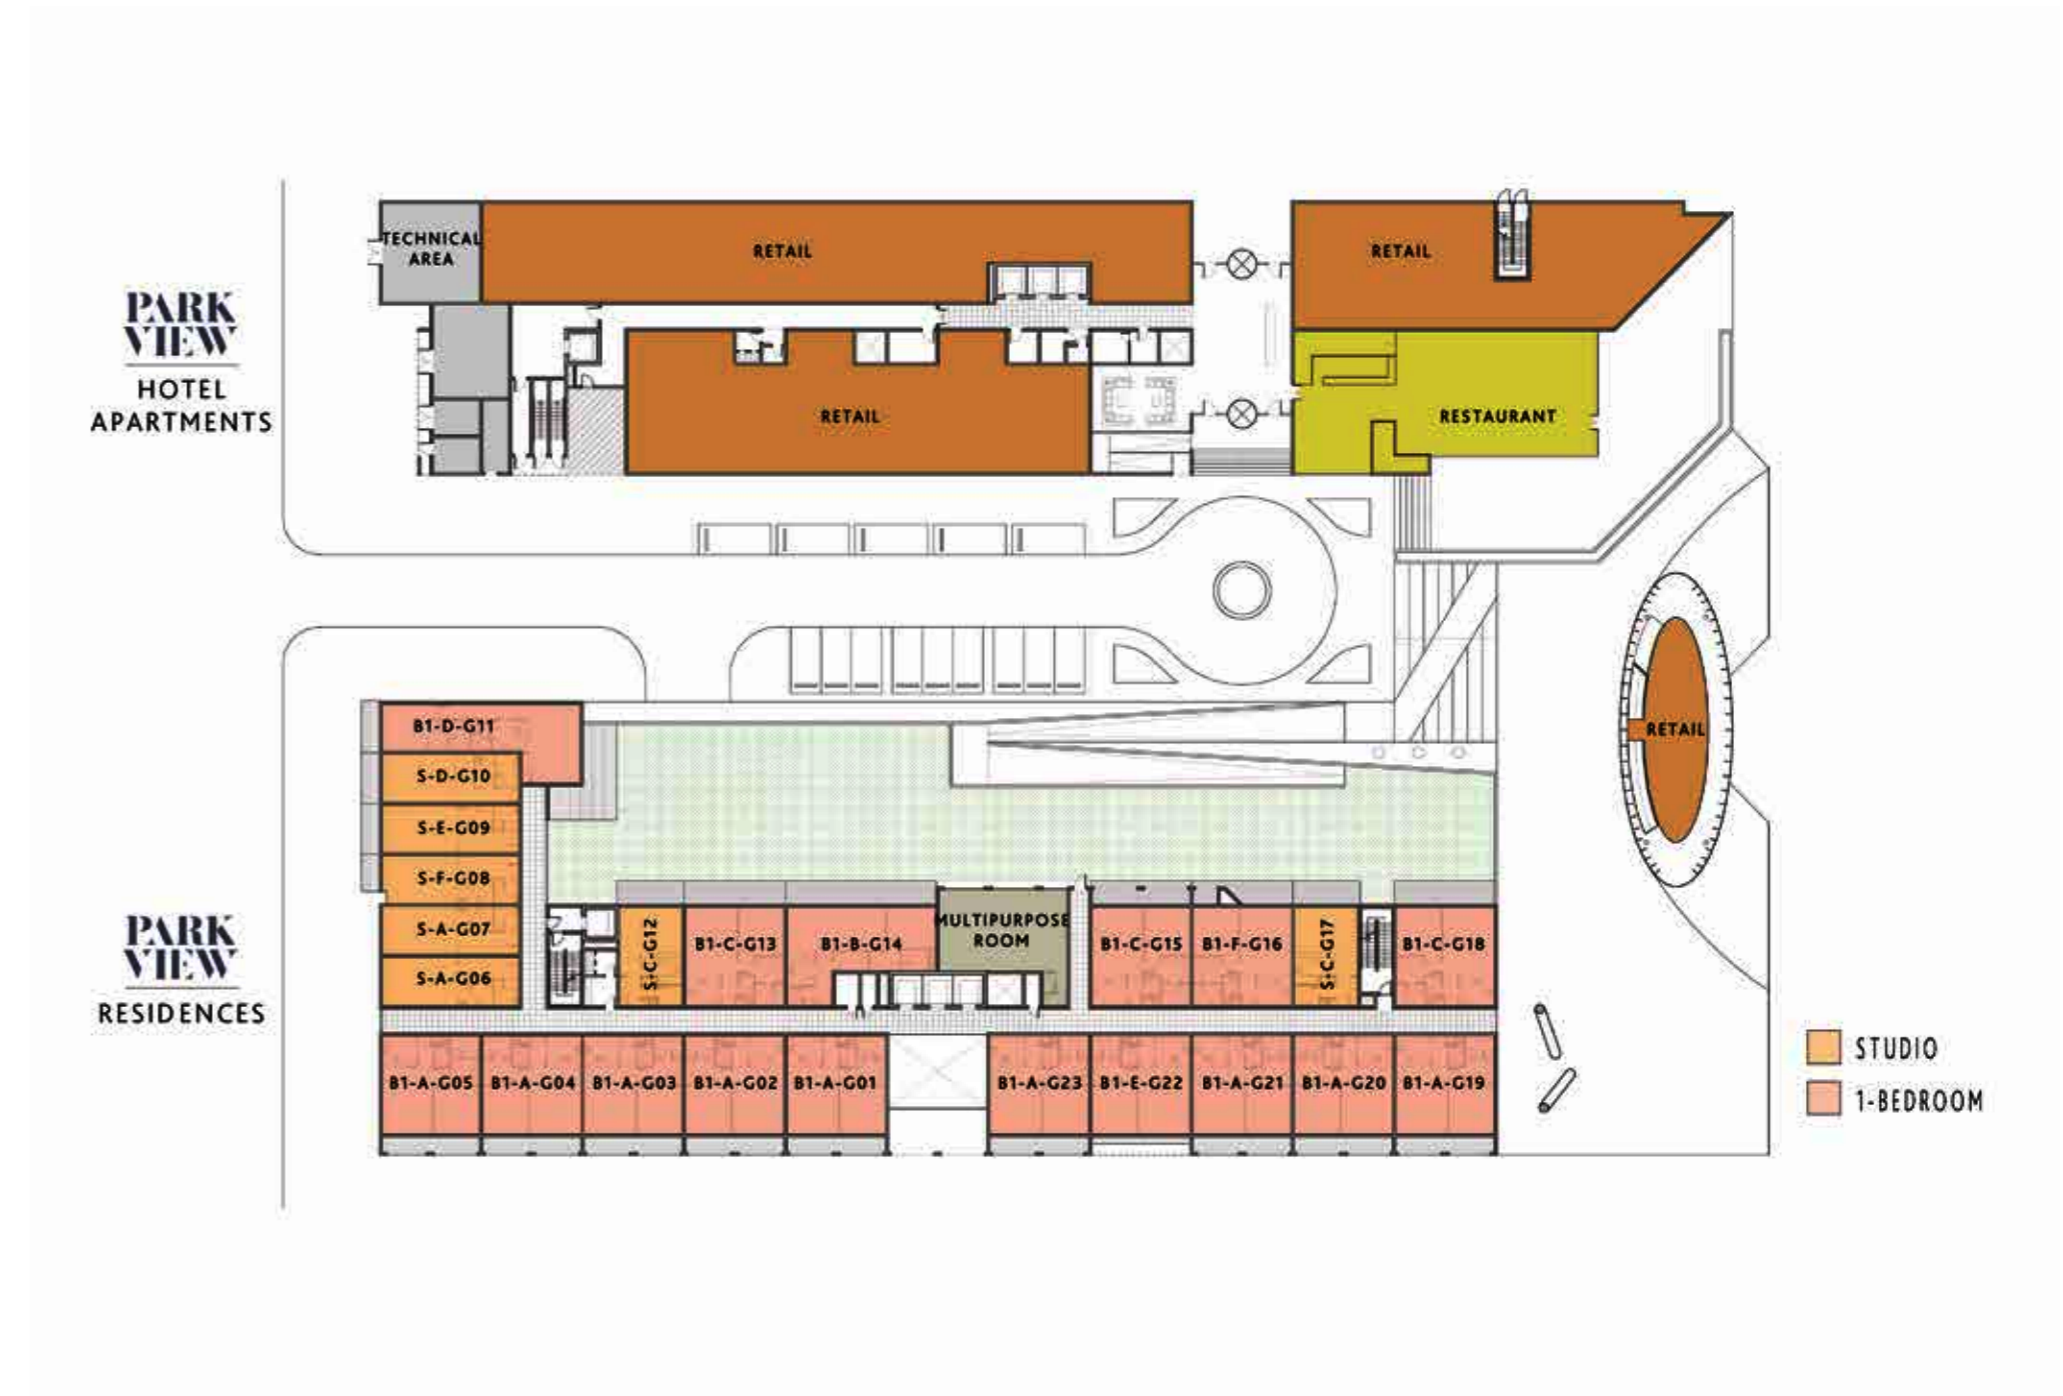 TECHNICAL
AREA
RETAIL
RETAIL
PARK
VIEW
HOTEL
APARTMENTS
RETAIL
RESTAURANT
B1-D-G11
RETAIL
S-D-G10
S-E-G09
S-F-G08
S-A-G07
S-A-G06
PARK
VIEW
RESIDENCES
S-C-G12
B1-C-G13
B1-B-G14
MULTIPURPOSE
ROOM
B1-C-G15
B1-F-G16
S-C-G17
B1-C-G18
B1-A-G05
B1-A-G04
B1-A-G03
B1-A-G02
B1-A-G01
B1-A-G23
B1-E-G22
B1-A-G21
B1-A-G20
B1-A-G19
STUDIO
1-BEDROOM